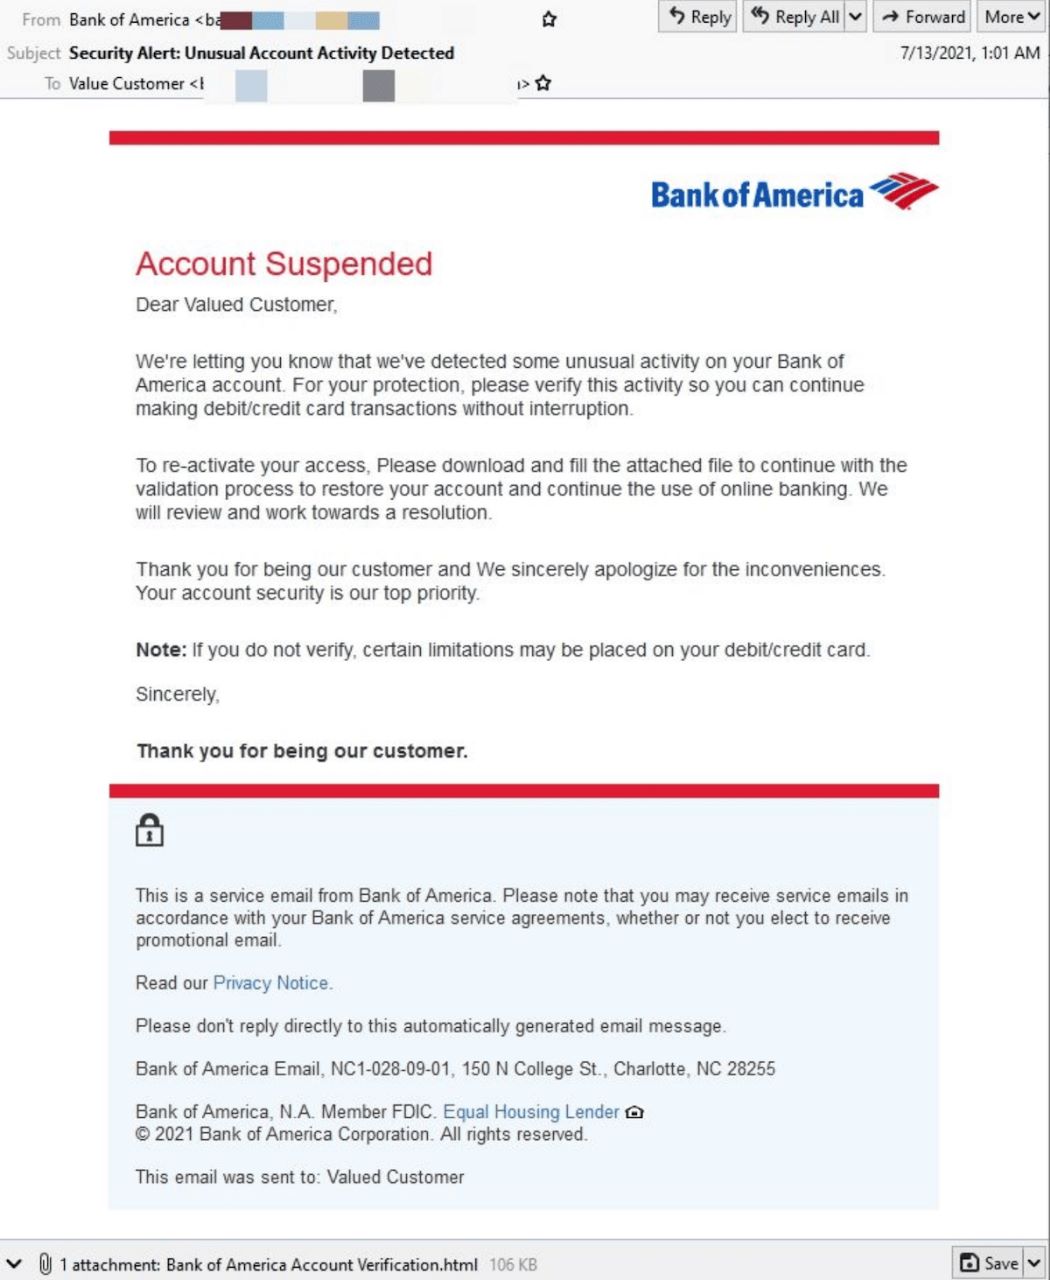 From Bank of America <ba
Reply
Reply All
Forward
More
Subject Security Alert: Unusual Account Activity Detected
7/13/2021, 1:01 AM
To Value Customer <
>
Bank of America
Account Suspended
Dear Valued Customer,
We're letting you know that we've detected some unusual activity on your Bank of
America account. For your protection, please verify this activity so you can continue
making debit/credit card transactions without interruption.
To re-activate your access, Please download and fill the attached file to continue with the
validation process to restore your account and continue the use of online banking. We
will review and work towards a resolution.
Thank you for being our customer and We sincerely apologize for the inconveniences.
Your account security is our top priority.
Note: If you do not verify, certain limitations may be placed on your debit/credit card.
Sincerely,
Thank you for being our customer.
This is a service email from Bank of America. Please note that you may receive service emails in
accordance with your Bank of America service agreements, whether or not you elect to receive
promotional email.
Read our Privacy Notice.
Please don't reply directly to this automatically generated email message.
Bank of America Email, NC1-028-09-01, 150 N College St., Charlotte, NC 28255
Bank of America, N.A. Member FDIC. Equal Housing Lender
© 2021 Bank of America Corporation. All rights reserved.
This email was sent to: Valued Customer
1 attachment: Bank of America Account Verification.html 106 KB
Save